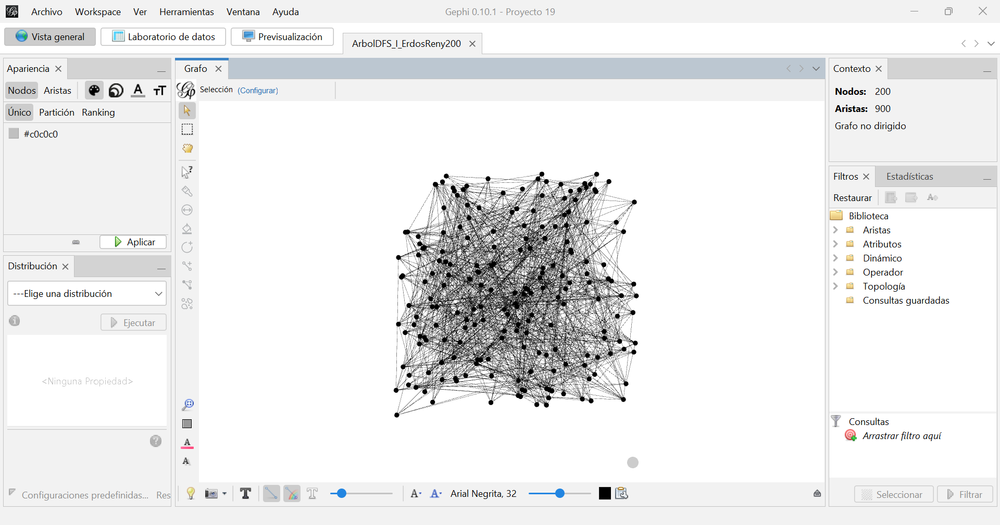 Archivo Workspace Ver Herramientas Ventana Ayuda
Gephi 0.10.1 - Proyecto 19
Vista general
Laboratorio de datos
Previsualización
ArbolDFS_I_ErdosReny200
Apariencia
Nodos Aristas
Único Partición Ranking
#c0c0c0
Aplicar
Distribución
---Elige una distribución
Ejecutar
<Ninguna Propiedad>
Configuraciones predefinidas... Res
Grafo
Selección (Configurar)
Arial Negrita, 32
Contexto
Nodos: 200
Aristas: 900
Grafo no dirigido
Filtros Estadísticas
Restaurar
Biblioteca
Aristas
Atributos
Dinámico
Operador
Topología
Consultas guardadas
Consultas
Arrastrar filtro aquí
Seleccionar
Filtrar